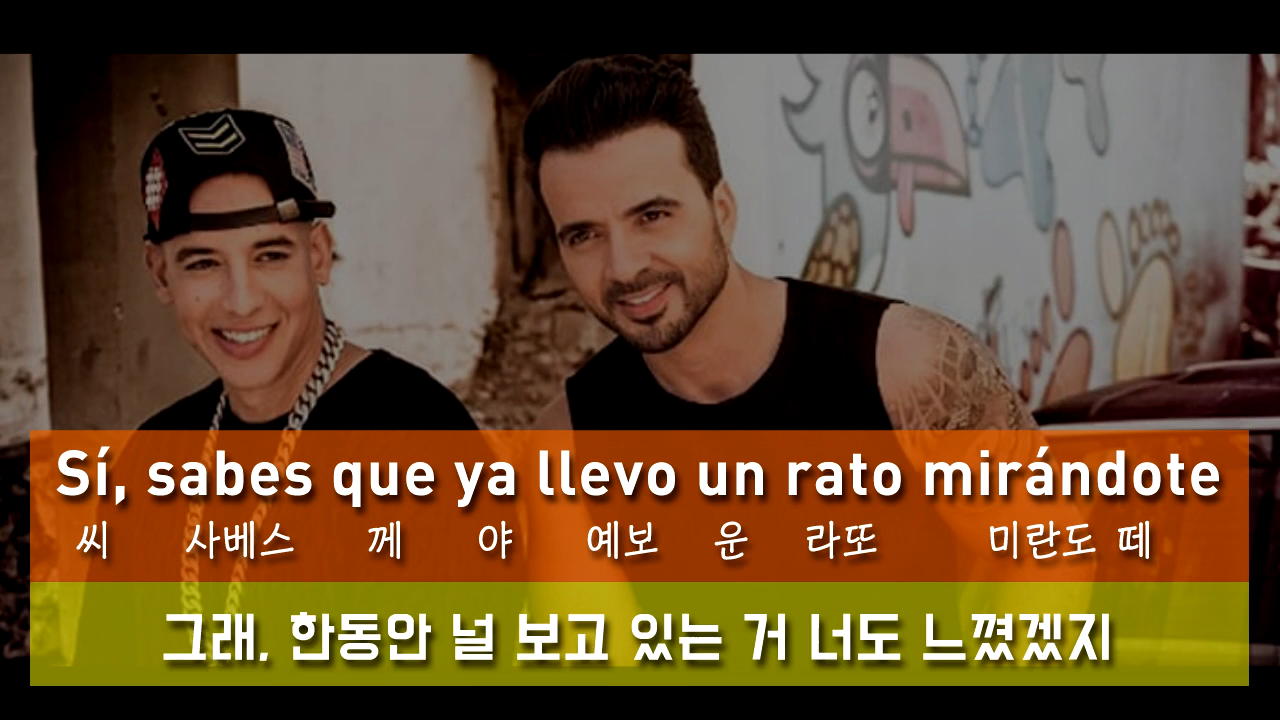 Sí, sabes que ya llevo un rato mirándote
씨 사베스 께 야 예보 운 라또 미란도 떼
그래, 한동안 널 보고 있는 거 너도 느꼈겠지